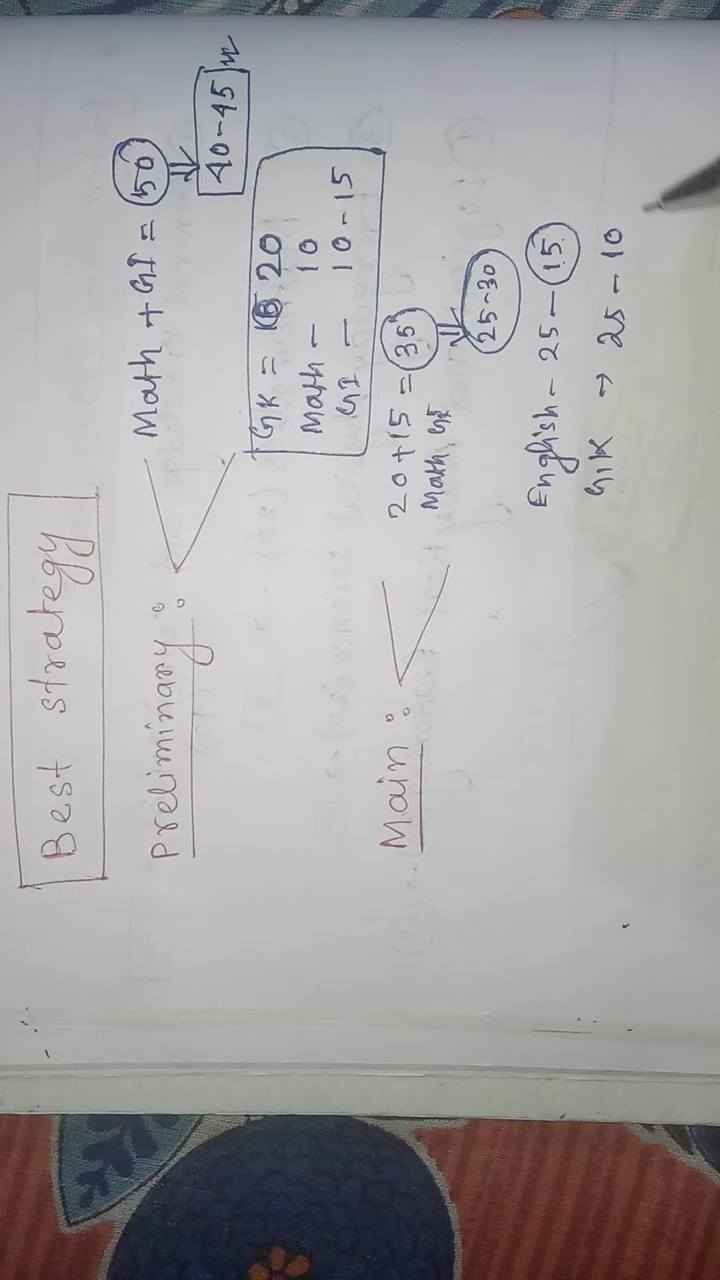 Best strategy
Preliminary :
Math + GI = 50
40-45
GK = 20
Math - 10
GI - 10-15
Main :
20+15 = 35
Math GI
25-30
English - 25 - 15
GK → 25 - 10